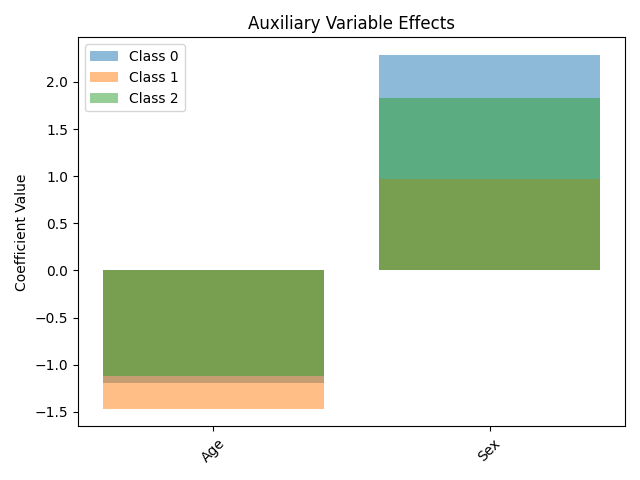 Auxiliary Variable Effects
Class 0
Class 1
Class 2
Coefficient Value
2.0
1.5
1.0
0.5
0.0
−0.5
−1.0
−1.5
Age
Sex